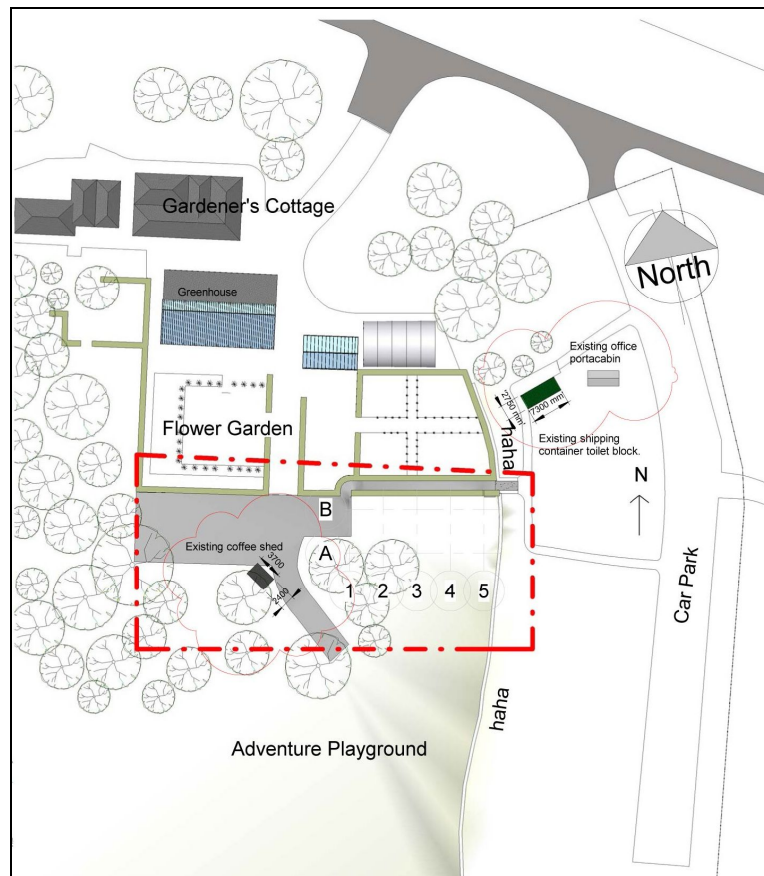 Gardener's Cottage
North
Greenhouse
Existing office
portacabin
2750 mm
7300 mm
Flower Garden
haha
Existing shipping
container toilet block.
N
B
Existing coffee shed
A
3700
2400
1 2 3 4 5
Car Park
haha
Adventure Playground